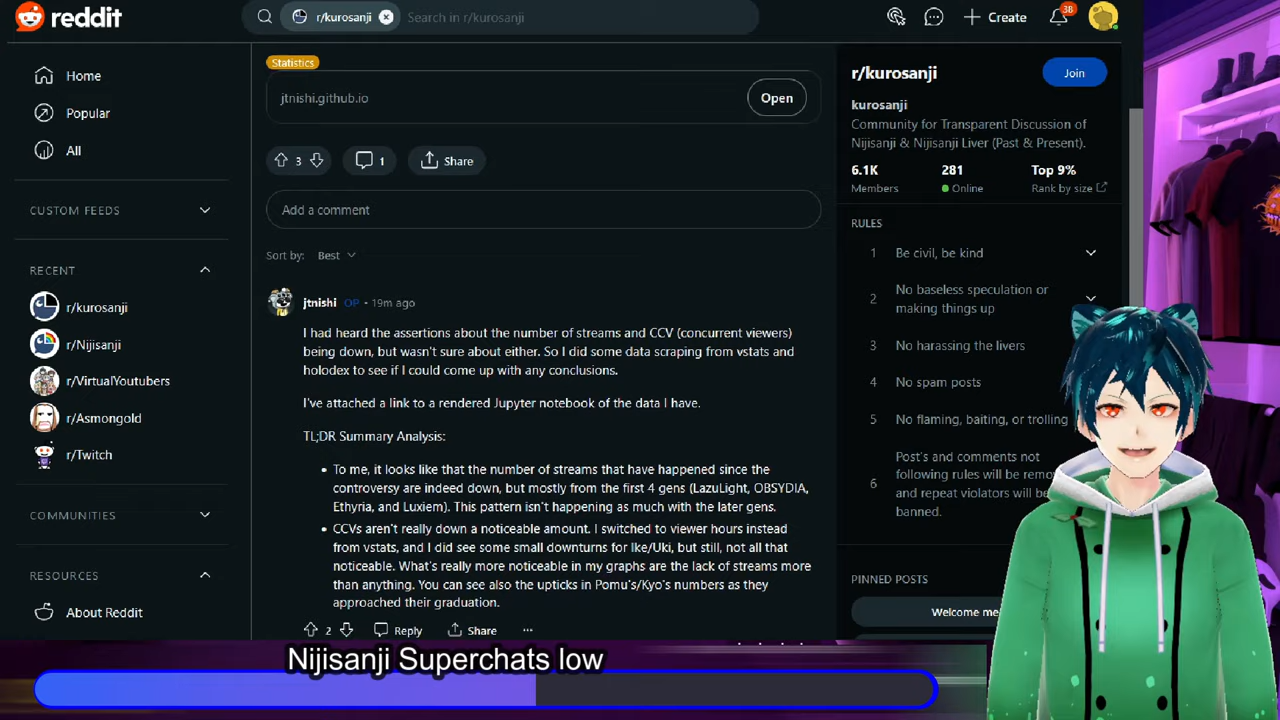 reddit
r/kurosanji
Search in r/kurosanji
Create
38
Home
Popular
All
CUSTOM FEEDS
RECENT
r/kurosanji
r/Nijisanji
r/VirtualYoutubers
r/Asmongold
r/Twitch
COMMUNITIES
RESOURCES
About Reddit
Statistics
jtnishi.github.io
Open
3
1
Share
Add a comment
Sort by: Best
jtnishi OP • 19m ago
I had heard the assertions about the number of streams and CCV (concurrent viewers)
being down, but wasn't sure about either. So I did some data scraping from vstats and
holodex to see if I could come up with any conclusions.
I've attached a link to a rendered Jupyter notebook of the data I have.
TL;DR Summary Analysis:
• To me, it looks like that the number of streams that have happened since the
controversy are indeed down, but mostly from the first 4 gens (LazuLight, OBSYDIA,
Ethyria, and Luxiem). This pattern isn't happening as much with the later gens.
• CCVs aren't really down a noticeable amount. I switched to viewer hours instead
from vstats, and I did see some small downturns for Ike/Uki, but still, not all that
noticeable. What's really more noticeable in my graphs are the lack of streams more
than anything. You can see also the upticks in Pomu's/Kyo's numbers as they
approached their graduation.
2
Reply
Share
...
r/kurosanji
Join
kurosanji
Community for Transparent Discussion of
Nijisanji & Nijisanji Liver (Past & Present).
6.1K 281 Top 9%
Members Online Rank by size
RULES
1 Be civil, be kind
2 No baseless speculation or
making things up
3 No harassing the livers
4 No spam posts
5 No flaming, baiting, or trolling
6 Post's and comments not
following rules will be remo
and repeat violators will be
banned.
PINNED POSTS
Welcome me
Nijisanji Superchats low